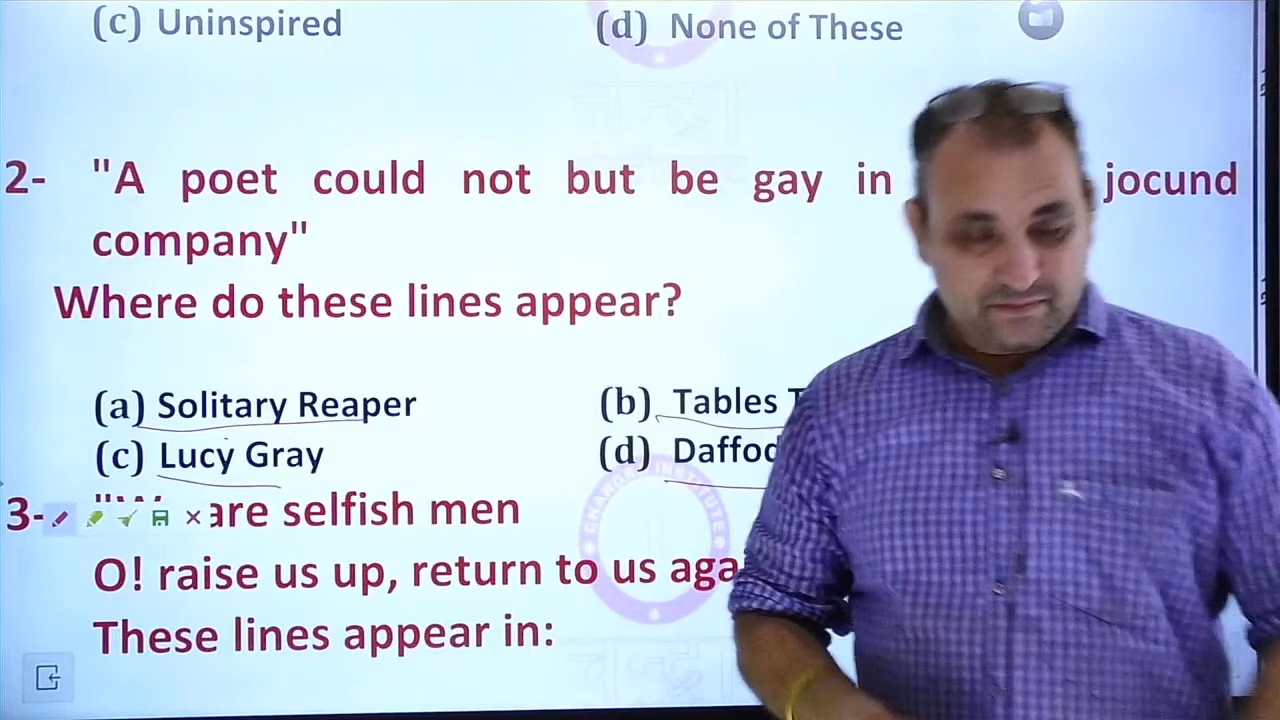 (c) Uninspired (d) None of These
2- "A poet could not but be gay in jocund
company"
Where do these lines appear?
(a) Solitary Reaper (b) Tables
(c) Lucy Gray (d)
3- are selfish men
O! raise us up, return to us
These lines appear in:
CHANDRA INSTITUTE